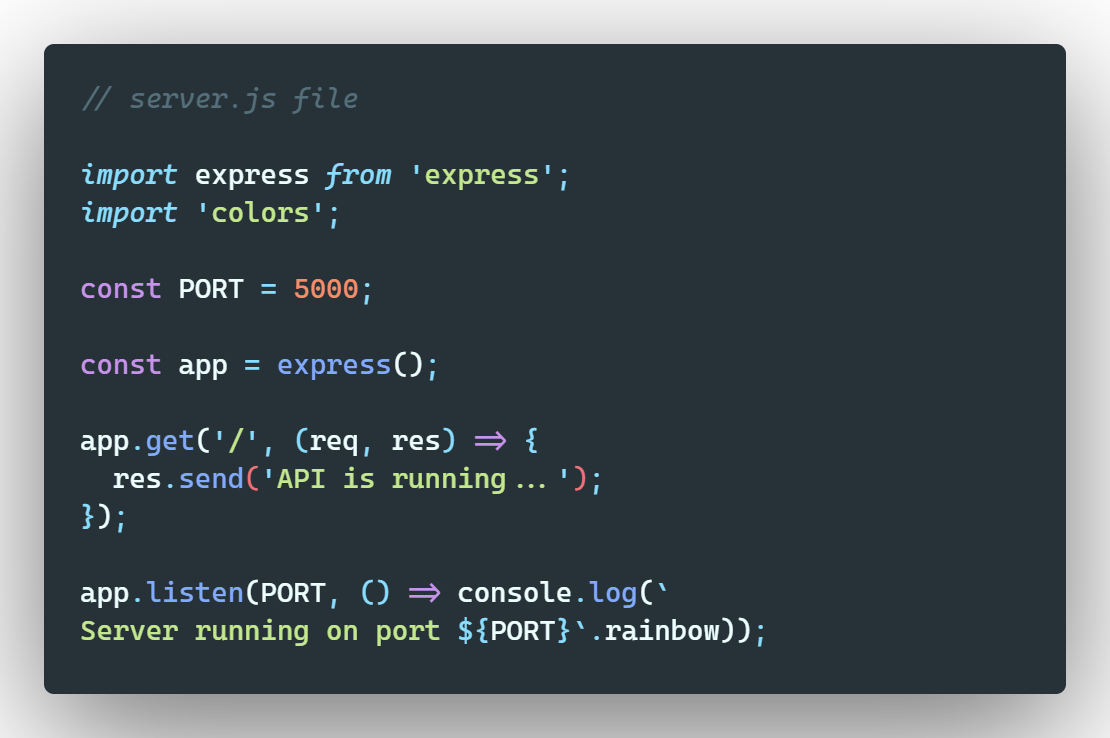 // server.js file
import express from 'express';
import 'colors';
const PORT = 5000;
const app = express();
app.get('/', (req, res) => {
  res.send('API is running...');
});
app.listen(PORT, () => console.log(`
Server running on port ${PORT}`.rainbow));